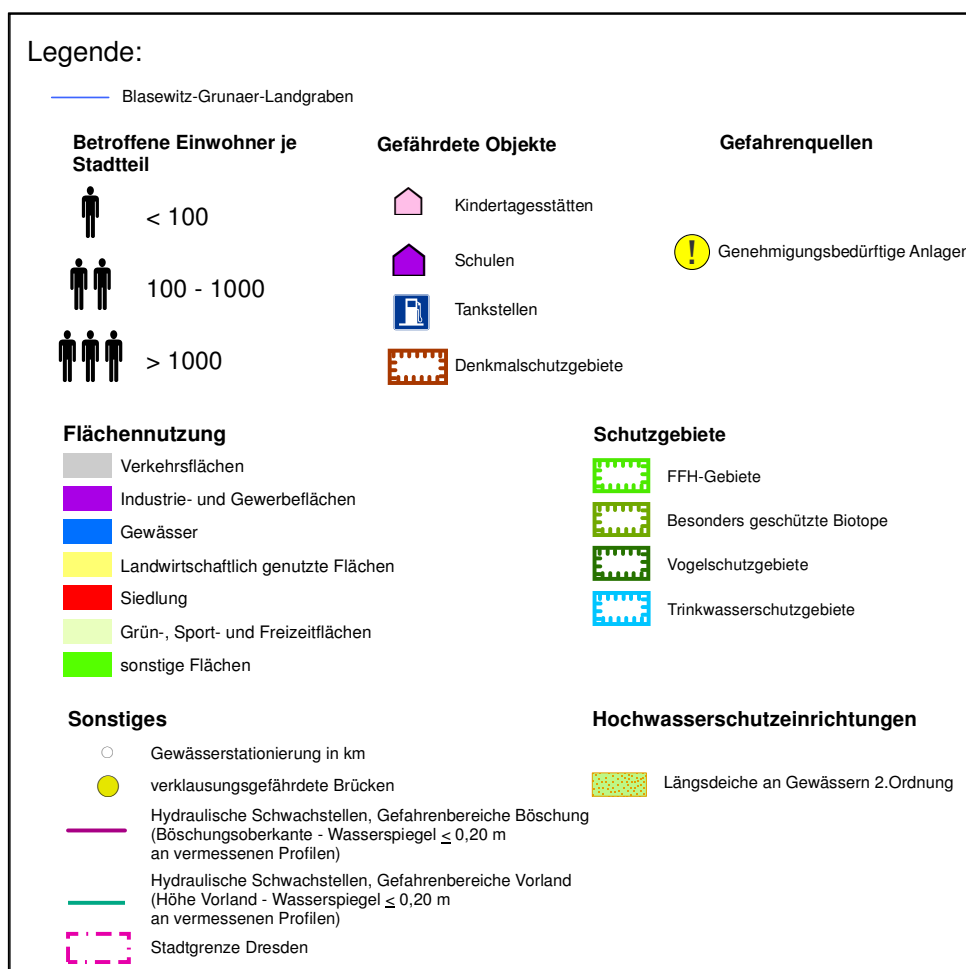 Legende:
Blasewitz-Grunaer-Landgraben
Betroffene Einwohner je
Stadtteil
< 100
100 - 1000
> 1000
Gefährdete Objekte
Kindertagesstätten
Schulen
Tankstellen
Denkmalschutzgebiete
Gefahrenquellen
!
Genehmigungsbedürftige Anlagen
Flächennutzung
Verkehrsflächen
Industrie- und Gewerbeflächen
Gewässer
Landwirtschaftlich genutzte Flächen
Siedlung
Grün-, Sport- und Freizeitflächen
sonstige Flächen
Schutzgebiete
FFH-Gebiete
Besonders geschützte Biotope
Vogelschutzgebiete
Trinkwasserschutzgebiete
Sonstiges
Gewässerstationierung in km
verklausungsgefährdete Brücken
Hydraulische Schwachstellen, Gefahrenbereiche Böschung
(Böschungsoberkante - Wasserspiegel ≤ 0,20 m
an vermessenen Profilen)
Hydraulische Schwachstellen, Gefahrenbereiche Vorland
(Höhe Vorland - Wasserspiegel ≤ 0,20 m
an vermessenen Profilen)
Stadtgrenze Dresden
Hochwasserschutzeinrichtungen
Längsdeiche an Gewässern 2.Ordnung